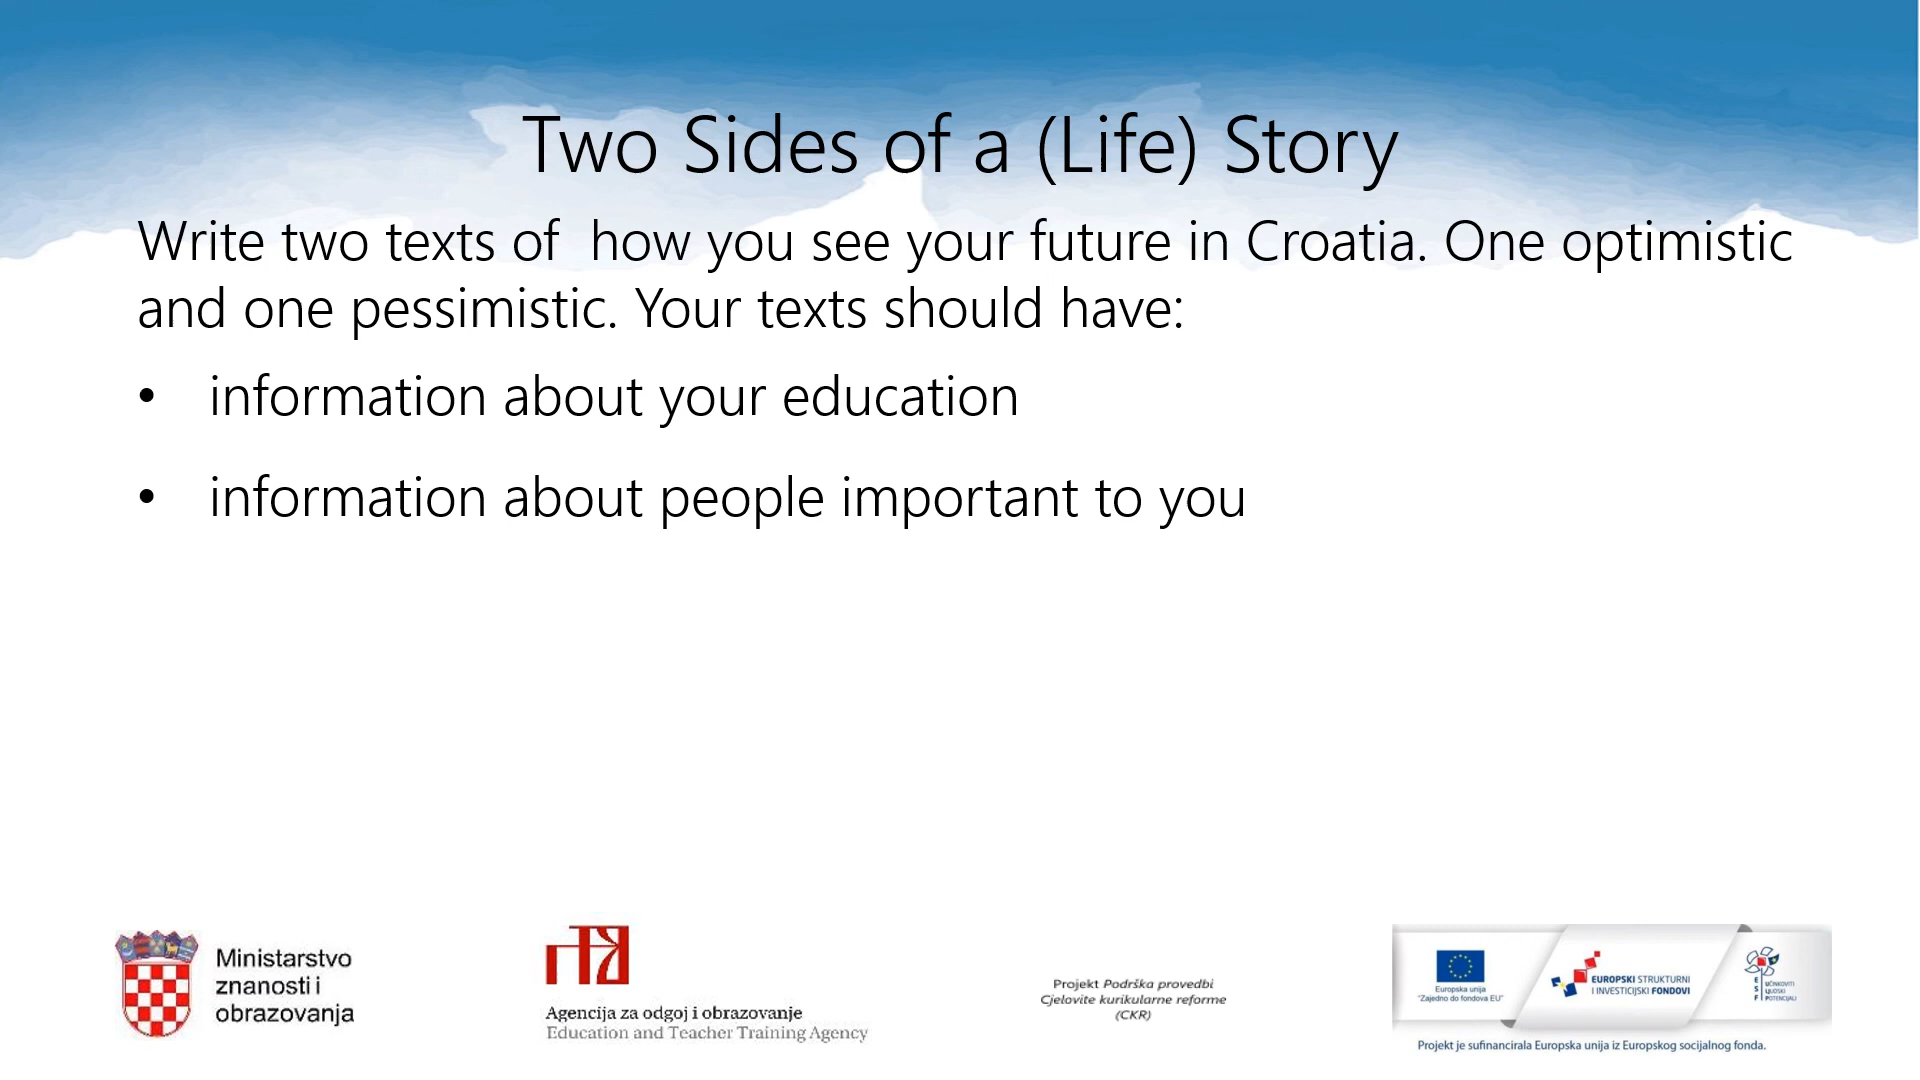 Two Sides of a (Life) Story
Write two texts of  how you see your future in Croatia. One optimistic
and one pessimistic. Your texts should have:
• information about your education
• information about people important to you
Ministarstvo
znanosti i
obrazovanja
Agencija za odgoj i obrazovanje
Education and Teacher Training Agency
Projekt Podrška provedbi
Cjelovite kurikularne reforme
(CKR)
Europska unija
"Zajedno do fondova EU"
EUROPSKI STRUKTURNI
I INVESTICIJSKI FONDOVI
ESF
UČINKOVITI
LJUDSKI
POTENCIJALI
Projekt je sufinancirala Europska unija iz Europskog socijalnog fonda.